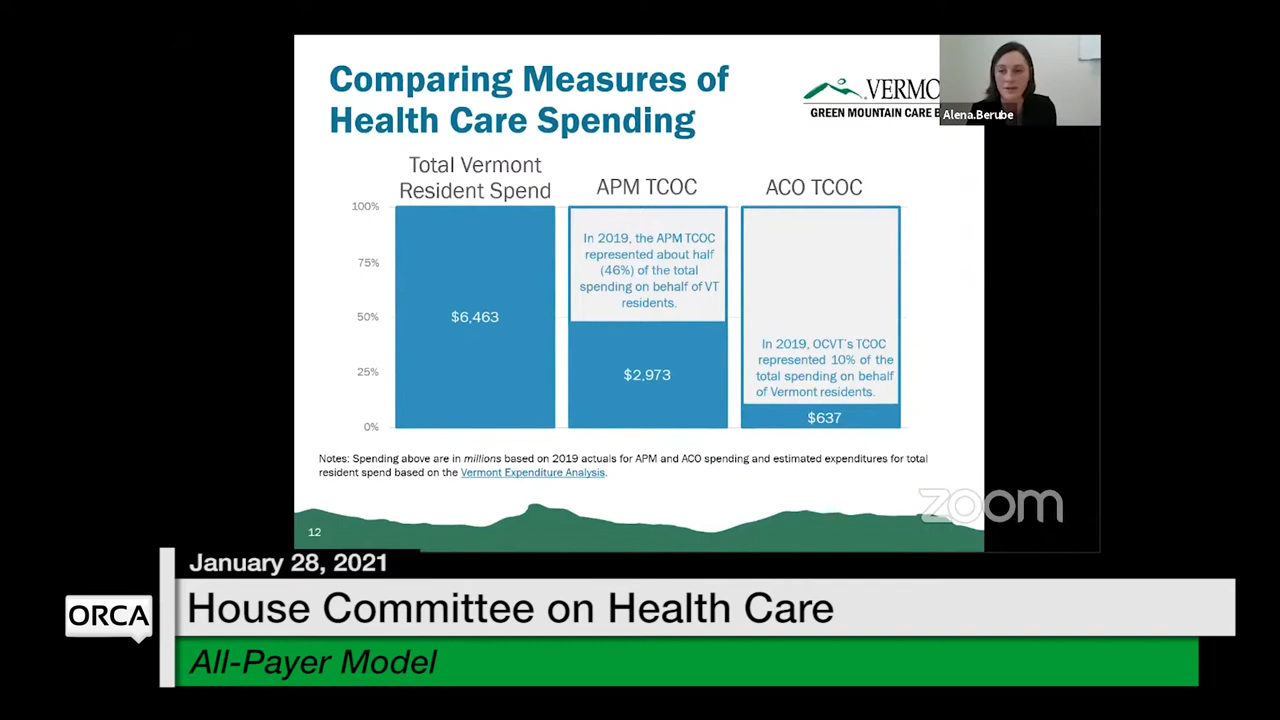 Comparing Measures of
Health Care Spending
VERMO
GREEN MOUNTAIN CARE B
Alena.Berube
Total Vermont
Resident Spend
APM TCOC
ACO TCOC
100%
75%
50%
25%
0%
$6,463
In 2019, the APM TCOC
represented about half
(46%) of the total
spending on behalf of VT
residents.
$2,973
In 2019, OCVT's TCOC
represented 10% of the
total spending on behalf
of Vermont residents.
$637
Notes: Spending above are in millions based on 2019 actuals for APM and ACO spending and estimated expenditures for total
resident spend based on the Vermont Expenditure Analysis.
12
zoom
January 28, 2021
ORCA
House Committee on Health Care
All-Payer Model